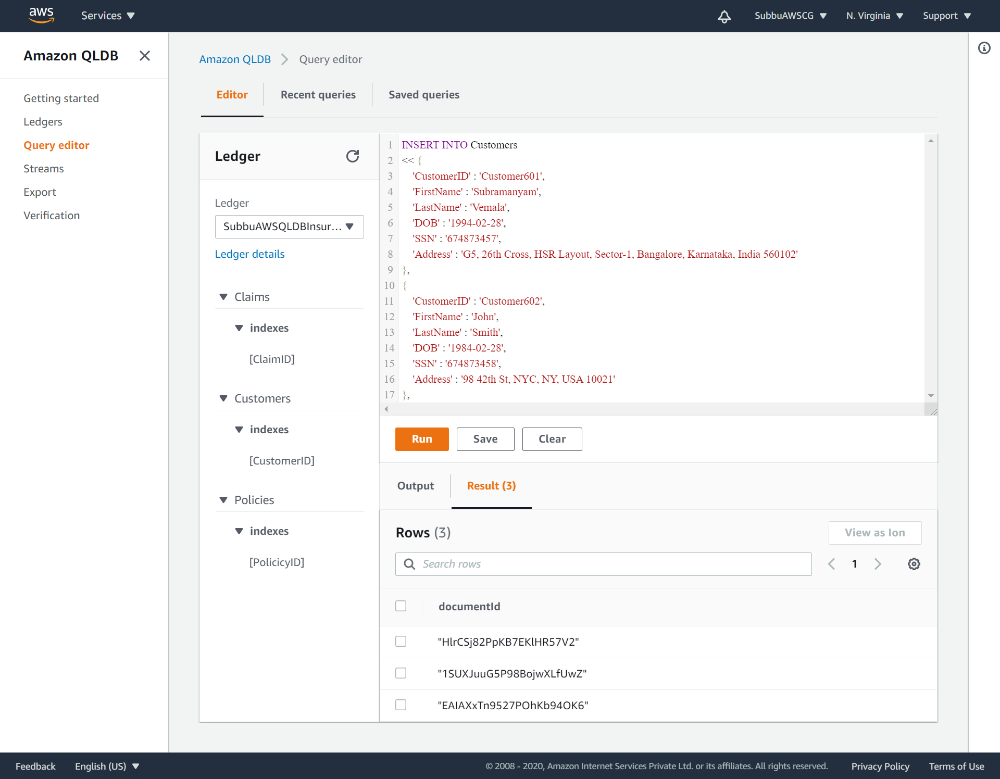 aws Services SubbuAWSCG N. Virginia Support
Amazon QLDB
Getting started
Ledgers
Query editor
Streams
Export
Verification
Amazon QLDB Query editor
Editor Recent queries Saved queries
Ledger
Ledger
SubbuAWSQLDBInsur...
Ledger details
Claims
indexes
[ClaimID]
Customers
indexes
[CustomerID]
Policies
indexes
[PolicicyID]
1 INSERT INTO Customers
2 << {
3 'CustomerID' : 'Customer601',
4 'FirstName' : 'Subramanyam',
5 'LastName' : 'Vemala',
6 'DOB' : '1994-02-28',
7 'SSN' : '674873457',
8 'Address' : 'G5, 26th Cross, HSR Layout, Sector-1, Bangalore, Karnataka, India 560102'
9 },
10 {
11 'CustomerID' : 'Customer602',
12 'FirstName' : 'John',
13 'LastName' : 'Smith',
14 'DOB' : '1984-02-28',
15 'SSN' : '674873458',
16 'Address' : '98 42th St, NYC, NY, USA 10021'
17 },
Run Save Clear
Output Result (3)
Rows (3) View as Ion
Search rows 1
documentId
"HlrCSj82PpKB7EKlHR57V2"
"1SUXJuuG5P98BojwXLfUwZ"
"EAIAXxTn9527POhKb94OK6"
Feedback English (US) © 2008 - 2020, Amazon Internet Services Private Ltd. or its affiliates. All rights reserved. Privacy Policy Terms of Use